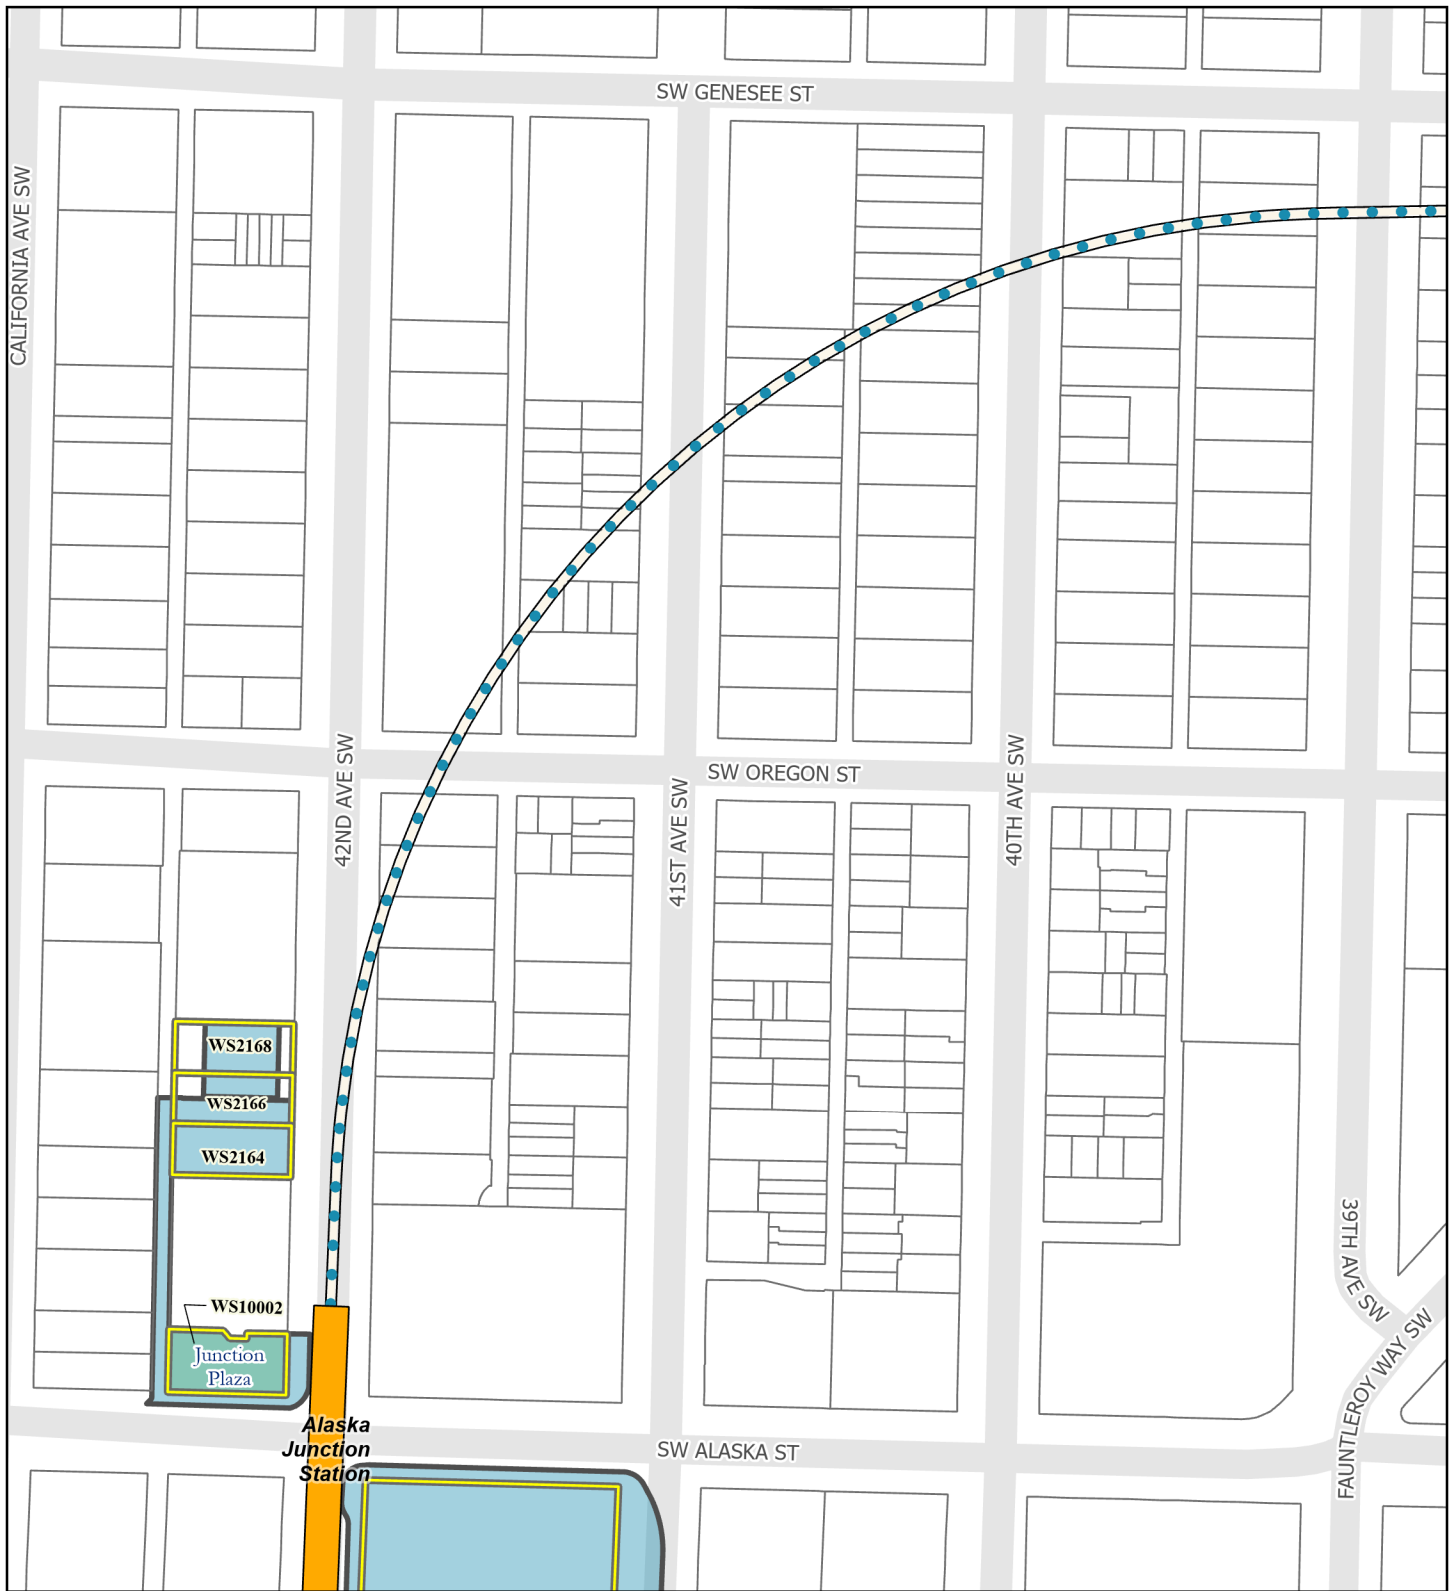 SW GENESEE ST
CALIFORNIA AVE SW
42ND AVE SW
SW OREGON ST
41ST AVE SW
40TH AVE SW
WS2168
WS2166
WS2164
WS10002
Junction
Plaza
39TH AVE SW
FAUNTLEROY WAY SW
Alaska
Junction
Station
SW ALASKA ST